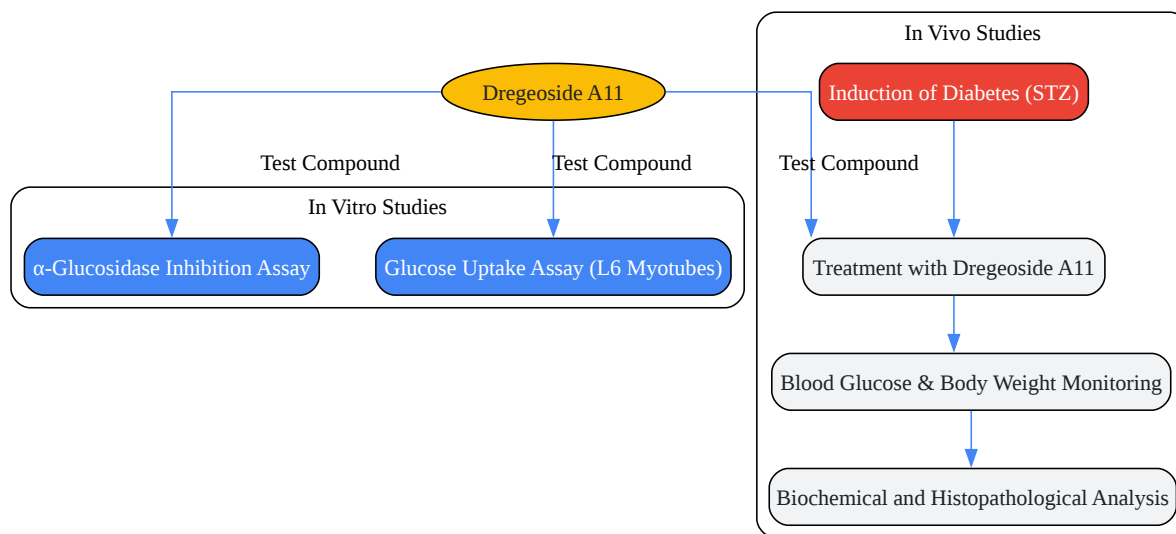 In Vivo Studies
Dregeoside A11
Induction of Diabetes (STZ)
Test Compound
Test Compound
Test Compound
In Vitro Studies
α-Glucosidase Inhibition Assay
Glucose Uptake Assay (L6 Myotubes)
Treatment with Dregeoside A11
Blood Glucose & Body Weight Monitoring
Biochemical and Histopathological Analysis